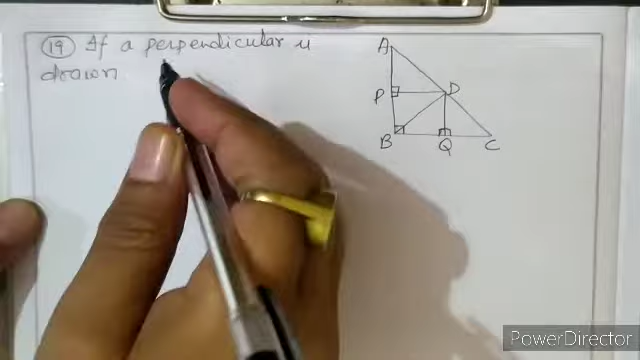 (19) If a perpendicular is
drawn
A
P
D
B
Q
C
PowerDirector